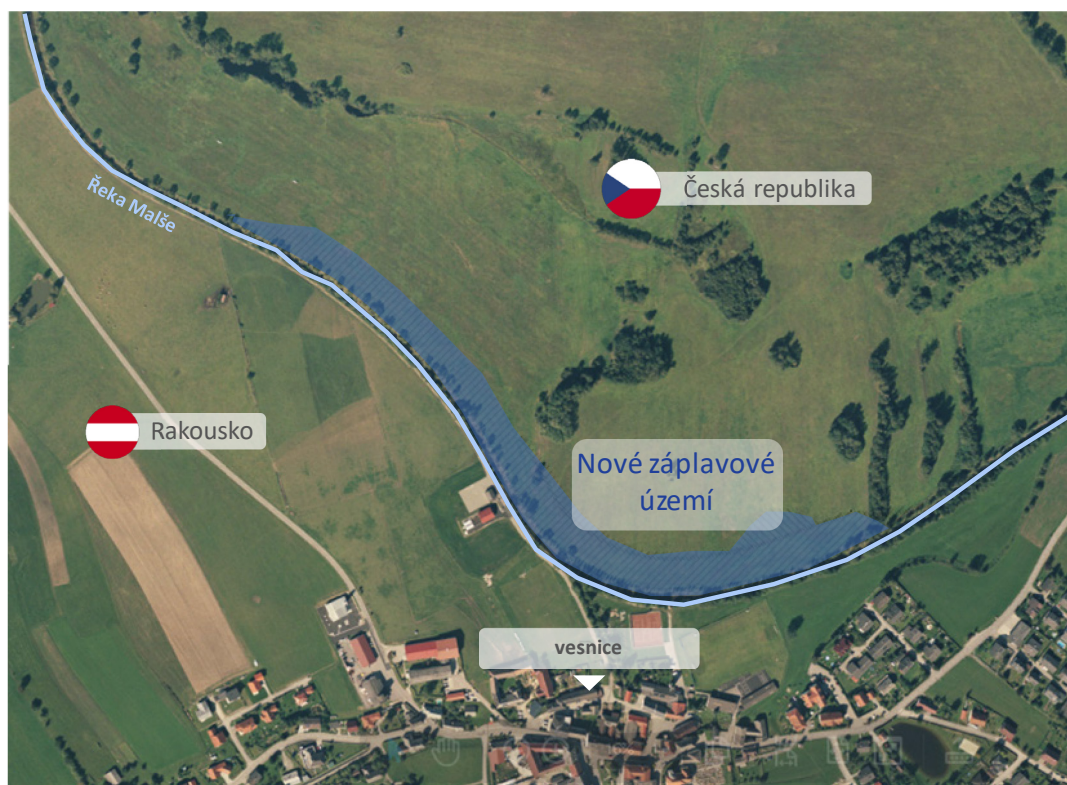 Řeka Malše
Česká republika
Rakousko
Nové záplavové
území
vesnice